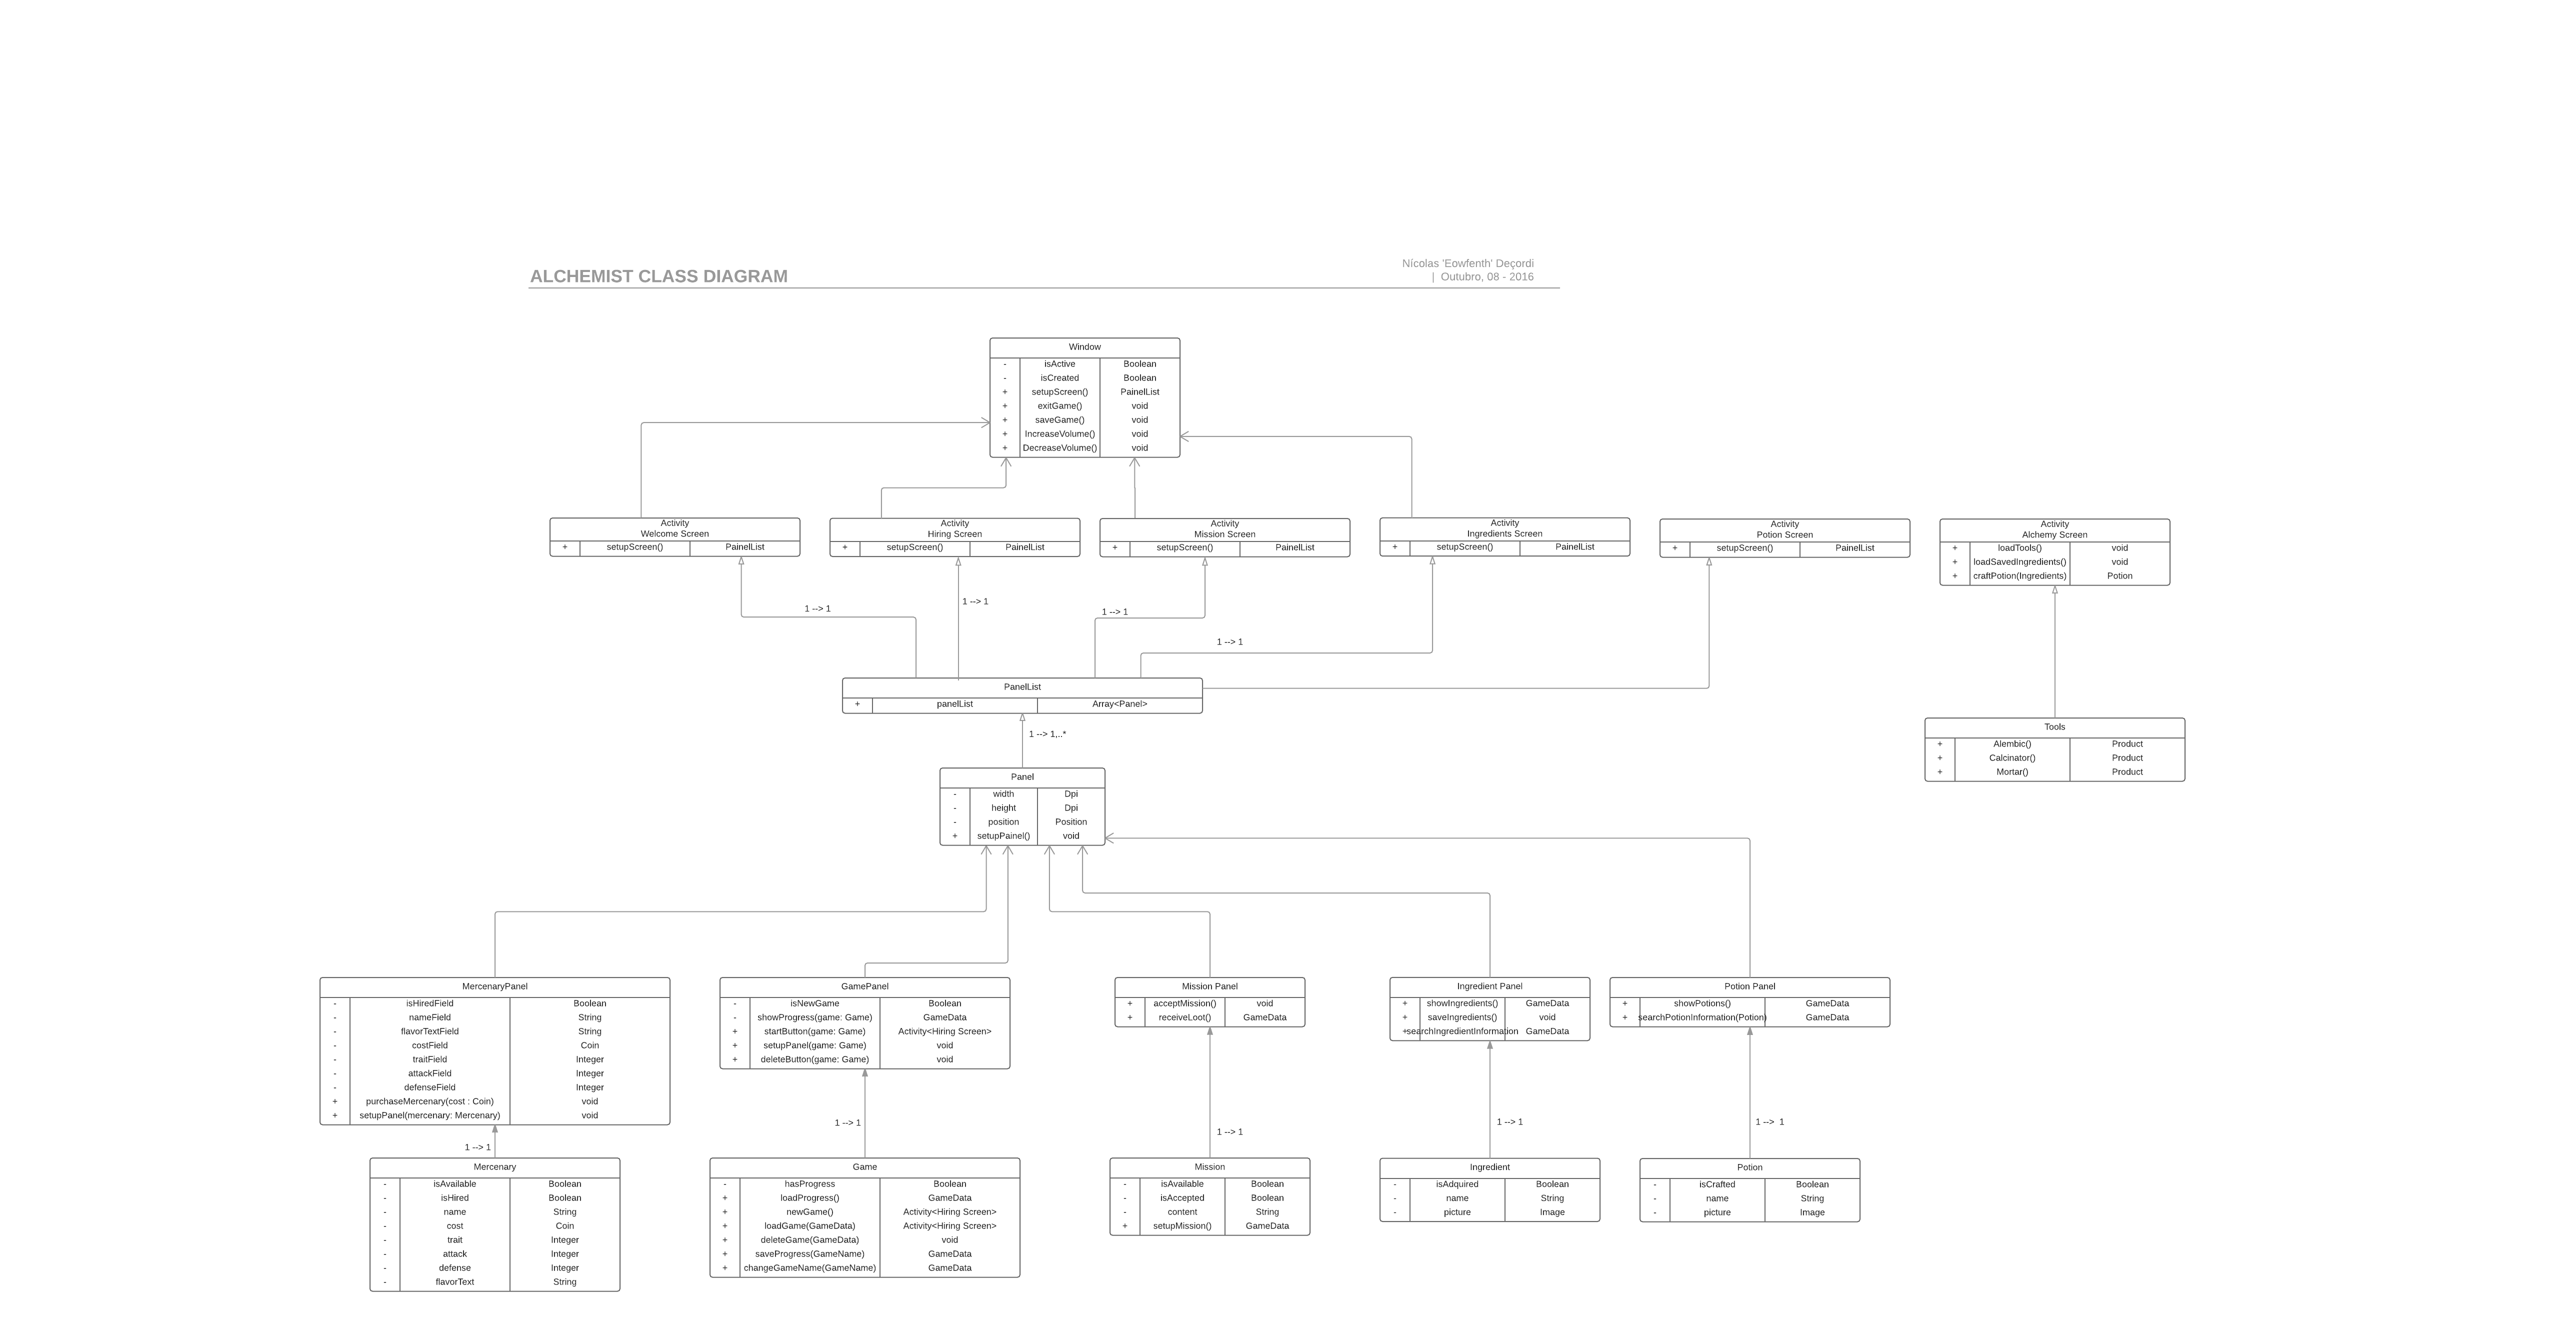 ALCHEMIST CLASS DIAGRAM
Nícolas 'Eowfenth' Deçordi
| Outubro, 08 - 2016
Window
- isActive Boolean
- isCreated Boolean
+ setupScreen() PainelList
+ exitGame() void
+ saveGame() void
+ IncreaseVolume() void
+ DecreaseVolume() void
Activity
Welcome Screen
+ setupScreen() PainelList
Activity
Hiring Screen
+ setupScreen() PainelList
Activity
Mission Screen
+ setupScreen() PainelList
Activity
Ingredients Screen
+ setupScreen() PainelList
Activity
Potion Screen
+ setupScreen() PainelList
Activity
Alchemy Screen
+ loadTools() void
+ loadSavedIngredients() void
+ craftPotion(Ingredients) Potion
1 --> 1
1 --> 1
1 --> 1
1 --> 1
PanelList
+ panelList Array<Panel>
1 --> 1,..*
Tools
+ Alembic() Product
+ Calcinator() Product
+ Mortar() Product
Panel
- width Dpi
- height Dpi
- position Position
+ setupPainel() void
MercenaryPanel
- isHiredField Boolean
- nameField String
- flavorTextField String
- costField Coin
- traitField Integer
- attackField Integer
- defenseField Integer
+ purchaseMercenary(cost : Coin) void
+ setupPanel(mercenary: Mercenary) void
GamePanel
- isNewGame Boolean
- showProgress(game: Game) GameData
+ startButton(game: Game) Activity<Hiring Screen>
+ setupPanel(game: Game) void
+ deleteButton(game: Game) void
Mission Panel
+ acceptMission() void
+ receiveLoot() GameData
Ingredient Panel
+ showIngredients() GameData
+ saveIngredients() void
+ searchIngredientInformation GameData
Potion Panel
+ showPotions() GameData
+ searchPotionInformation(Potion) GameData
1 --> 1
1 --> 1
1 --> 1
1 --> 1
1 --> 1
Mercenary
- isAvailable Boolean
- isHired Boolean
- name String
- cost Coin
- trait Integer
- attack Integer
- defense Integer
- flavorText String
Game
- hasProgress Boolean
+ loadProgress() GameData
+ newGame() Activity<Hiring Screen>
+ loadGame(GameData) Activity<Hiring Screen>
+ deleteGame(GameData) void
+ saveProgress(GameName) GameData
+ changeGameName(GameName) GameData
Mission
- isAvailable Boolean
- isAccepted Boolean
- content String
+ setupMission() GameData
Ingredient
- isAdquired Boolean
- name String
- picture Image
Potion
- isCrafted Boolean
- name String
- picture Image